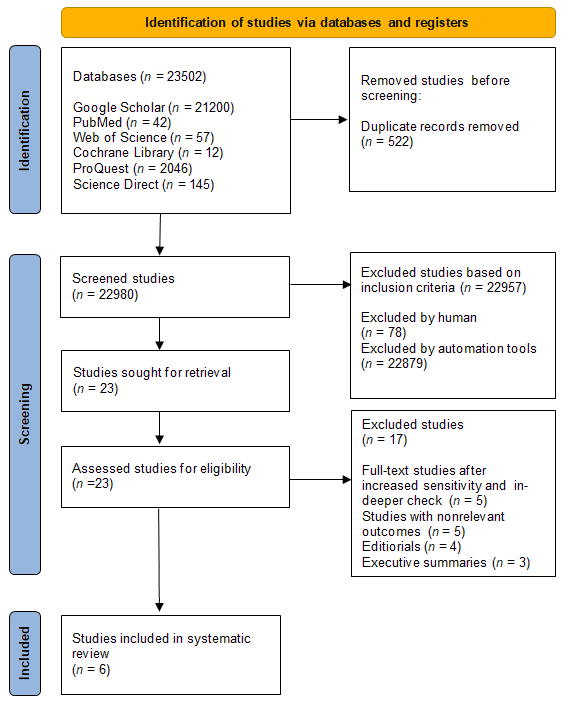 Identification of studies via databases and registers
Identification
Databases (n = 23502)
Google Scholar (n = 21200)
PubMed (n = 42)
Web of Science (n = 57)
Cochrane Library (n = 12)
ProQuest (n = 2046)
Science Direct (n = 145)
Removed studies before
screening:
Duplicate records removed
(n = 522)
Screening
Screened studies
(n = 22980)
Excluded studies based on
inclusion criteria (n = 22957)
Excluded by human
(n = 78)
Excluded by automation tools
(n = 22879)
Studies sought for retrieval
(n = 23)
Assessed studies for eligibility
(n =23)
Excluded studies
(n = 17)
Full-text studies after
increased sensitivity and in-
deeper check (n = 5)
Studies with nonrelevant
outcomes (n = 5)
Editiorials (n = 4)
Executive summaries (n = 3)
Included
Studies included in systematic
review
(n = 6)